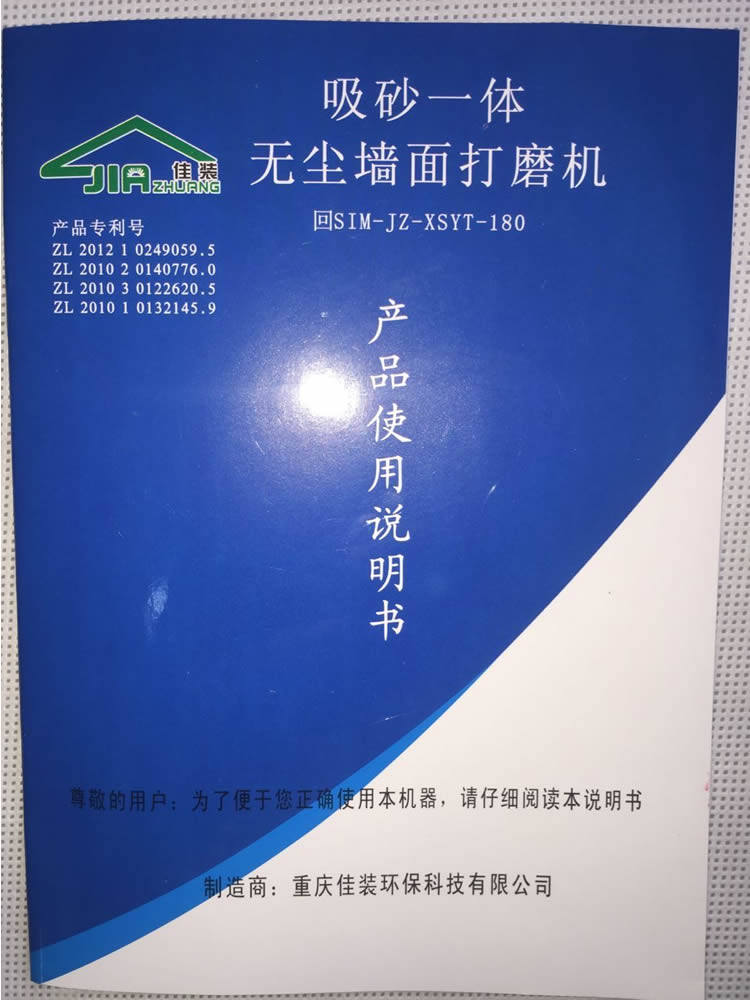 吸砂一体
无尘墙面打磨机
回SIM-JZ-XSYT-180
JIA 佳装
ZHUANG
产品专利号
ZL 2012 1 0249059.5
ZL 2010 2 0140776.0
ZL 2010 3 0122620.5
ZL 2010 1 0132145.9
产品使用说明书
尊敬的用户：为了便于您正确使用本机器，请仔细阅读本说明书
制造商：重庆佳装环保科技有限公司